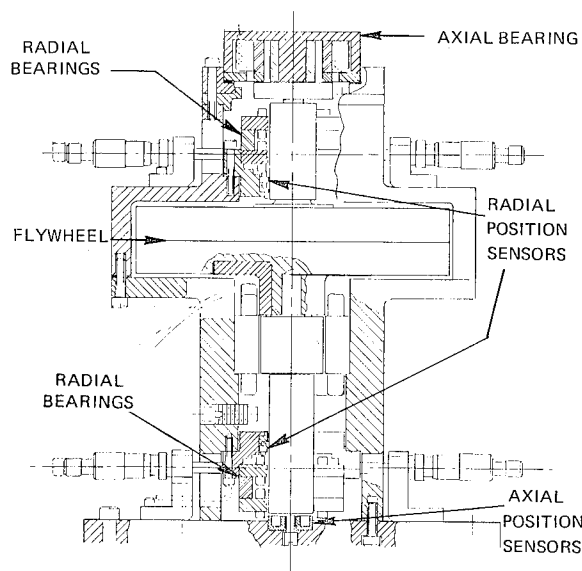 RADIAL
BEARINGS
AXIAL BEARING
RADIAL
POSITION
SENSORS
FLYWHEEL
RADIAL
BEARINGS
AXIAL
POSITION
SENSORS